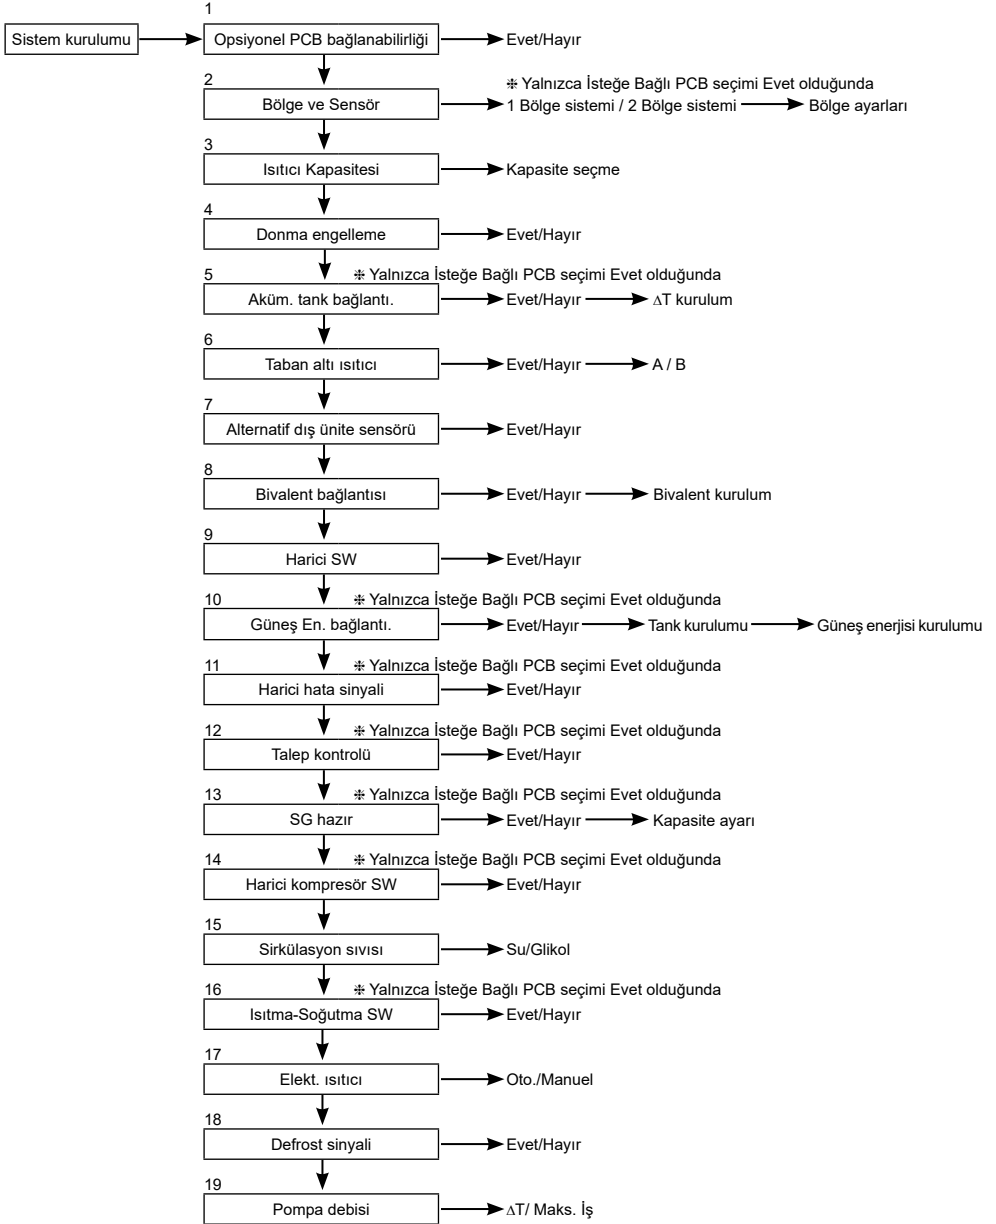 1
Sistem kurulumu Opsiyonel PCB bağlanabilirliği Evet/Hayır
2 ❈ Yalnızca İsteğe Bağlı PCB seçimi Evet olduğunda
Bölge ve Sensör 1 Bölge sistemi / 2 Bölge sistemi Bölge ayarları
3
Isıtıcı Kapasitesi Kapasite seçme
4
Donma engelleme Evet/Hayır
5 ❈ Yalnızca İsteğe Bağlı PCB seçimi Evet olduğunda
Aküm. tank bağlantı. Evet/Hayır ∆T kurulum
6
Taban altı ısıtıcı Evet/Hayır A / B
7
Alternatif dış ünite sensörü Evet/Hayır
8
Bivalent bağlantısı Evet/Hayır Bivalent kurulum
9
Harici SW Evet/Hayır
10 ❈ Yalnızca İsteğe Bağlı PCB seçimi Evet olduğunda
Güneş En. bağlantı. Evet/Hayır Tank kurulumu Güneş enerjisi kurulumu
11 ❈ Yalnızca İsteğe Bağlı PCB seçimi Evet olduğunda
Harici hata sinyali Evet/Hayır
12 ❈ Yalnızca İsteğe Bağlı PCB seçimi Evet olduğunda
Talep kontrolü Evet/Hayır
13 ❈ Yalnızca İsteğe Bağlı PCB seçimi Evet olduğunda
SG hazır Evet/Hayır Kapasite ayarı
14 ❈ Yalnızca İsteğe Bağlı PCB seçimi Evet olduğunda
Harici kompresör SW Evet/Hayır
15
Sirkülasyon sıvısı Su/Glikol
16 ❈ Yalnızca İsteğe Bağlı PCB seçimi Evet olduğunda
Isıtma-Soğutma SW Evet/Hayır
17
Elekt. ısıtıcı Oto./Manuel
18
Defrost sinyali Evet/Hayır
19
Pompa debisi ∆T/ Maks. İş